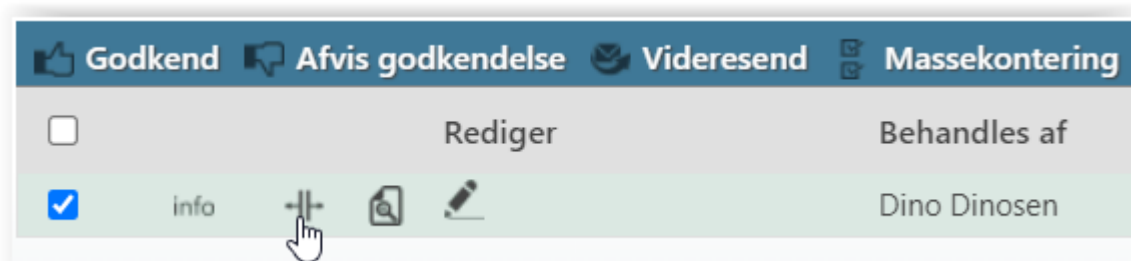 Godkend Afvis godkendelse Videresend Massekontering
Rediger Behandles af
info Dino Dinosen